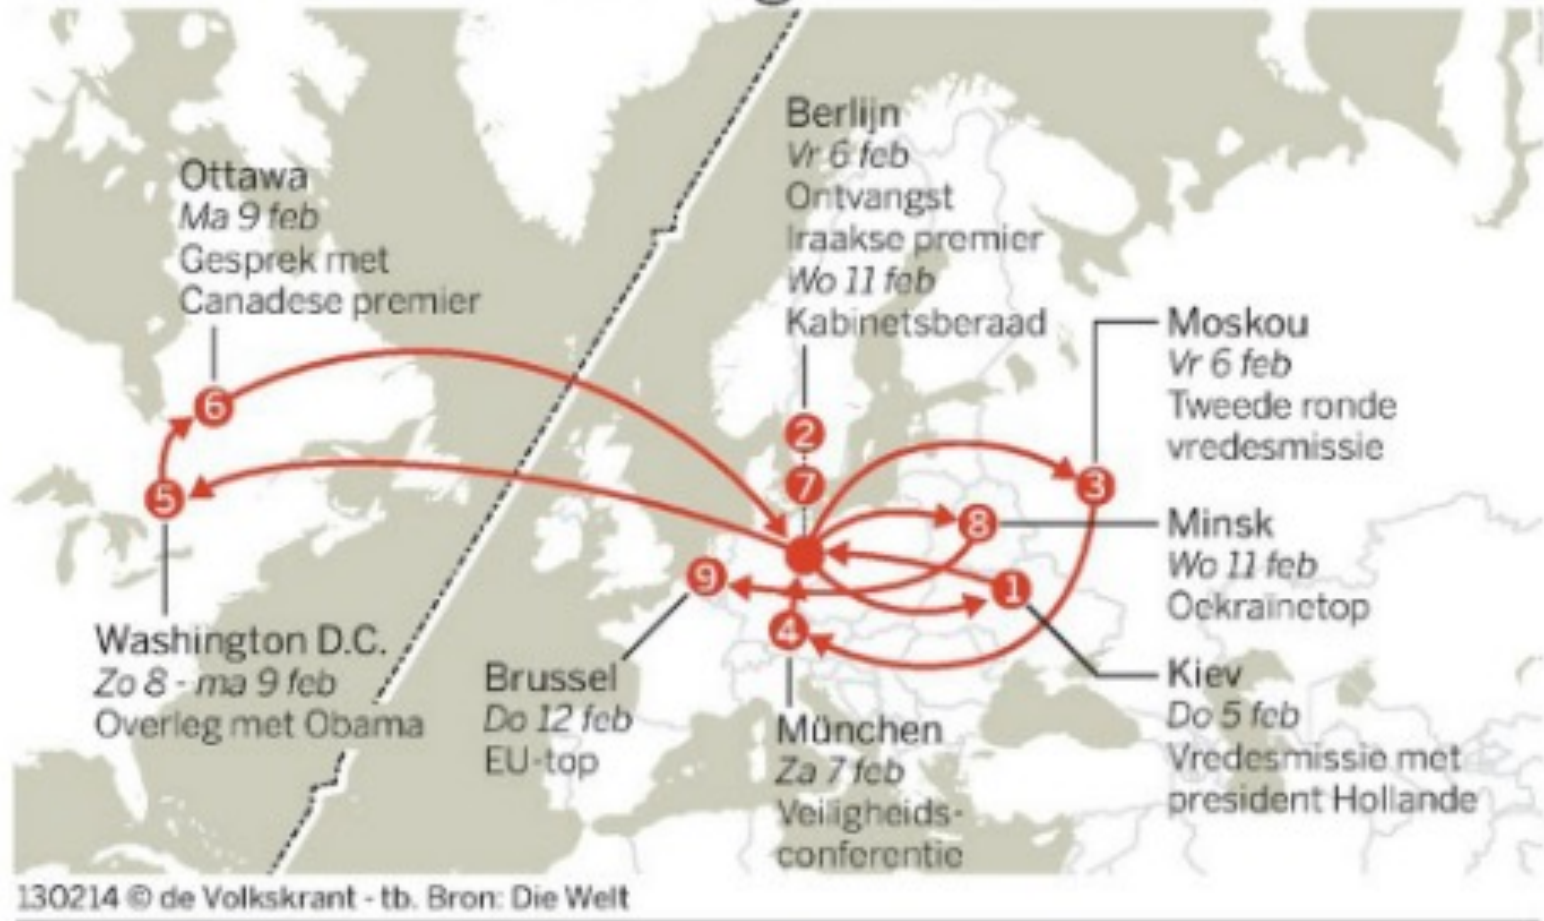 Berlijn
Vr 6 feb
Ontvangst
Iraakse premier
Wo 11 feb
Kabinetsberaad
Ottawa
Ma 9 feb
Gesprek met
Canadese premier
Moskou
Vr 6 feb
Tweede ronde
vredesmissie
6
2
7
3
5
8
Minsk
Wo 11 feb
Oekraïnetop
9
1
4
Washington D.C.
Zo 8 - ma 9 feb
Overleg met Obama
Brussel
Do 12 feb
EU-top
München
Za 7 feb
Veiligheids-
conferentie
Kiev
Do 5 feb
Vredesmissie met
president Hollande
130214 © de Volkskrant - tb. Bron: Die Welt